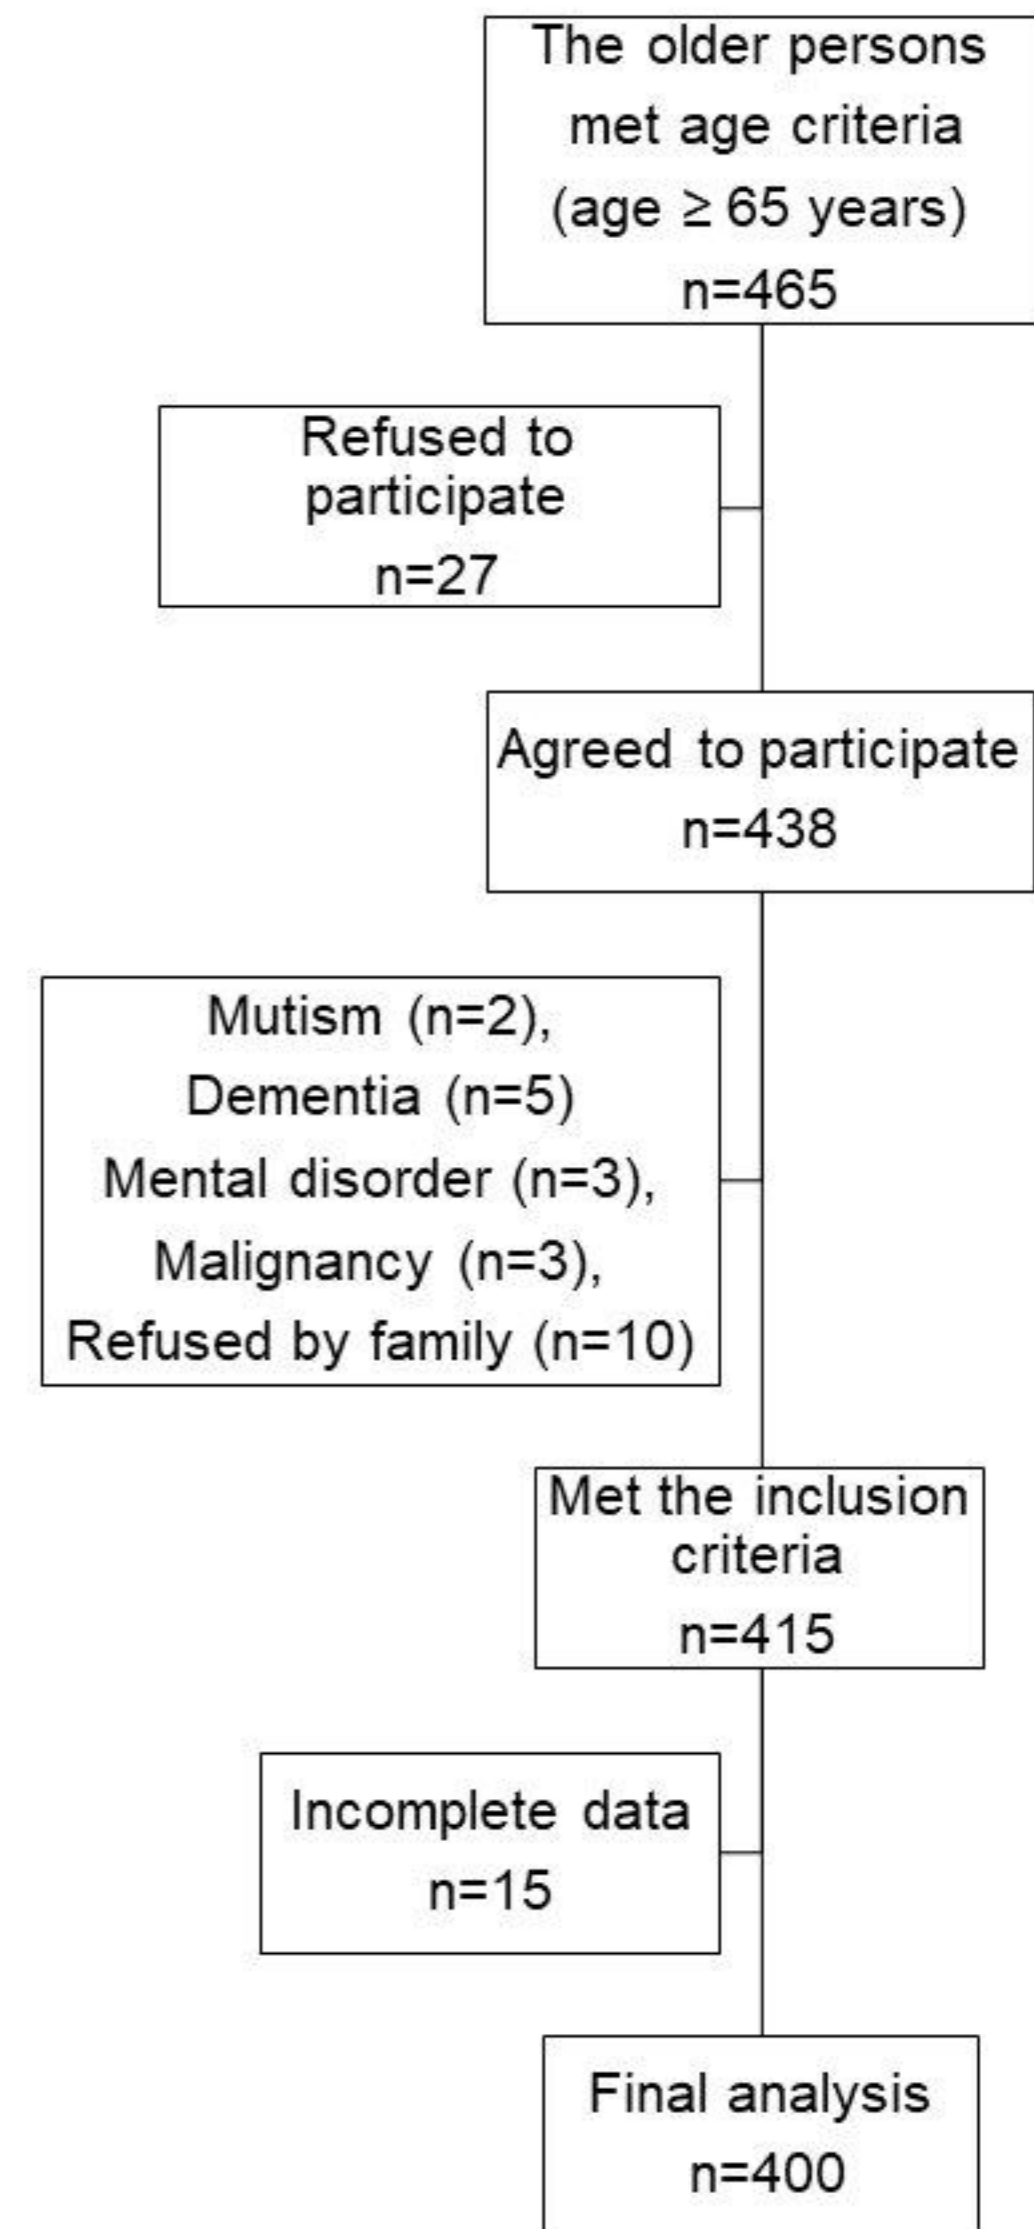 The older persons
met age criteria
(age ≥ 65 years)
n=465
Refused to
participate
n=27
Agreed to participate
n=438
Mutism (n=2),
Dementia (n=5)
Mental disorder (n=3),
Malignancy (n=3),
Refused by family (n=10)
Met the inclusion
criteria
n=415
Incomplete data
n=15
Final analysis
n=400